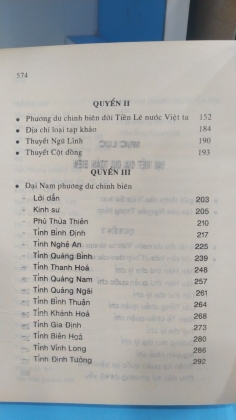 574
QUYỂN II
• Phương dư chinh biên đời Tiền Lê nước Việt ta 152
• Địa chí loại tạp khảo 184
• Thuyết Ngũ Lĩnh 190
• Thuyết Cột đồng 193
QUYỂN III
• Đại Nam phương dư chinh biên
Lời dẫn 203
Kinh sư 205
Phủ Thừa Thiên 210
Tỉnh Bình Định 217
Tỉnh Nghệ An 225
Tỉnh Quảng Bình 239
Tỉnh Thanh Hoá 248
Tỉnh Quảng Nam 257
Tỉnh Quảng Ngãi 261
Tỉnh Bình Thuận 264
Tỉnh Khánh Hoà 268
Tỉnh Gia Định 273
Tỉnh Biên Hoà 280
Tỉnh Vĩnh Long 286
Tỉnh Định Tường 292